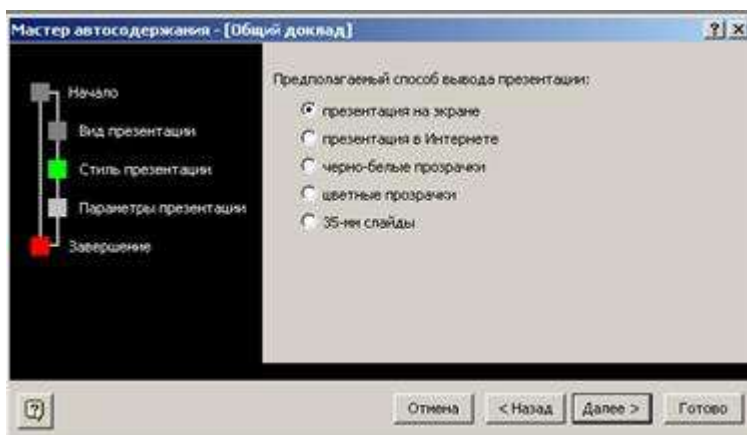 Мастер автосодержания - [Общий доклад]
Начало
Вид презентации
Стиль презентации
Параметры презентации
Завершение
Предполагаемый способ вывода презентации:
презентация на экране
презентация в Интернете
черно-белые прозрачки
цветные прозрачки
35-мм слайды
Отмена
< Назад
Далее >
Готово